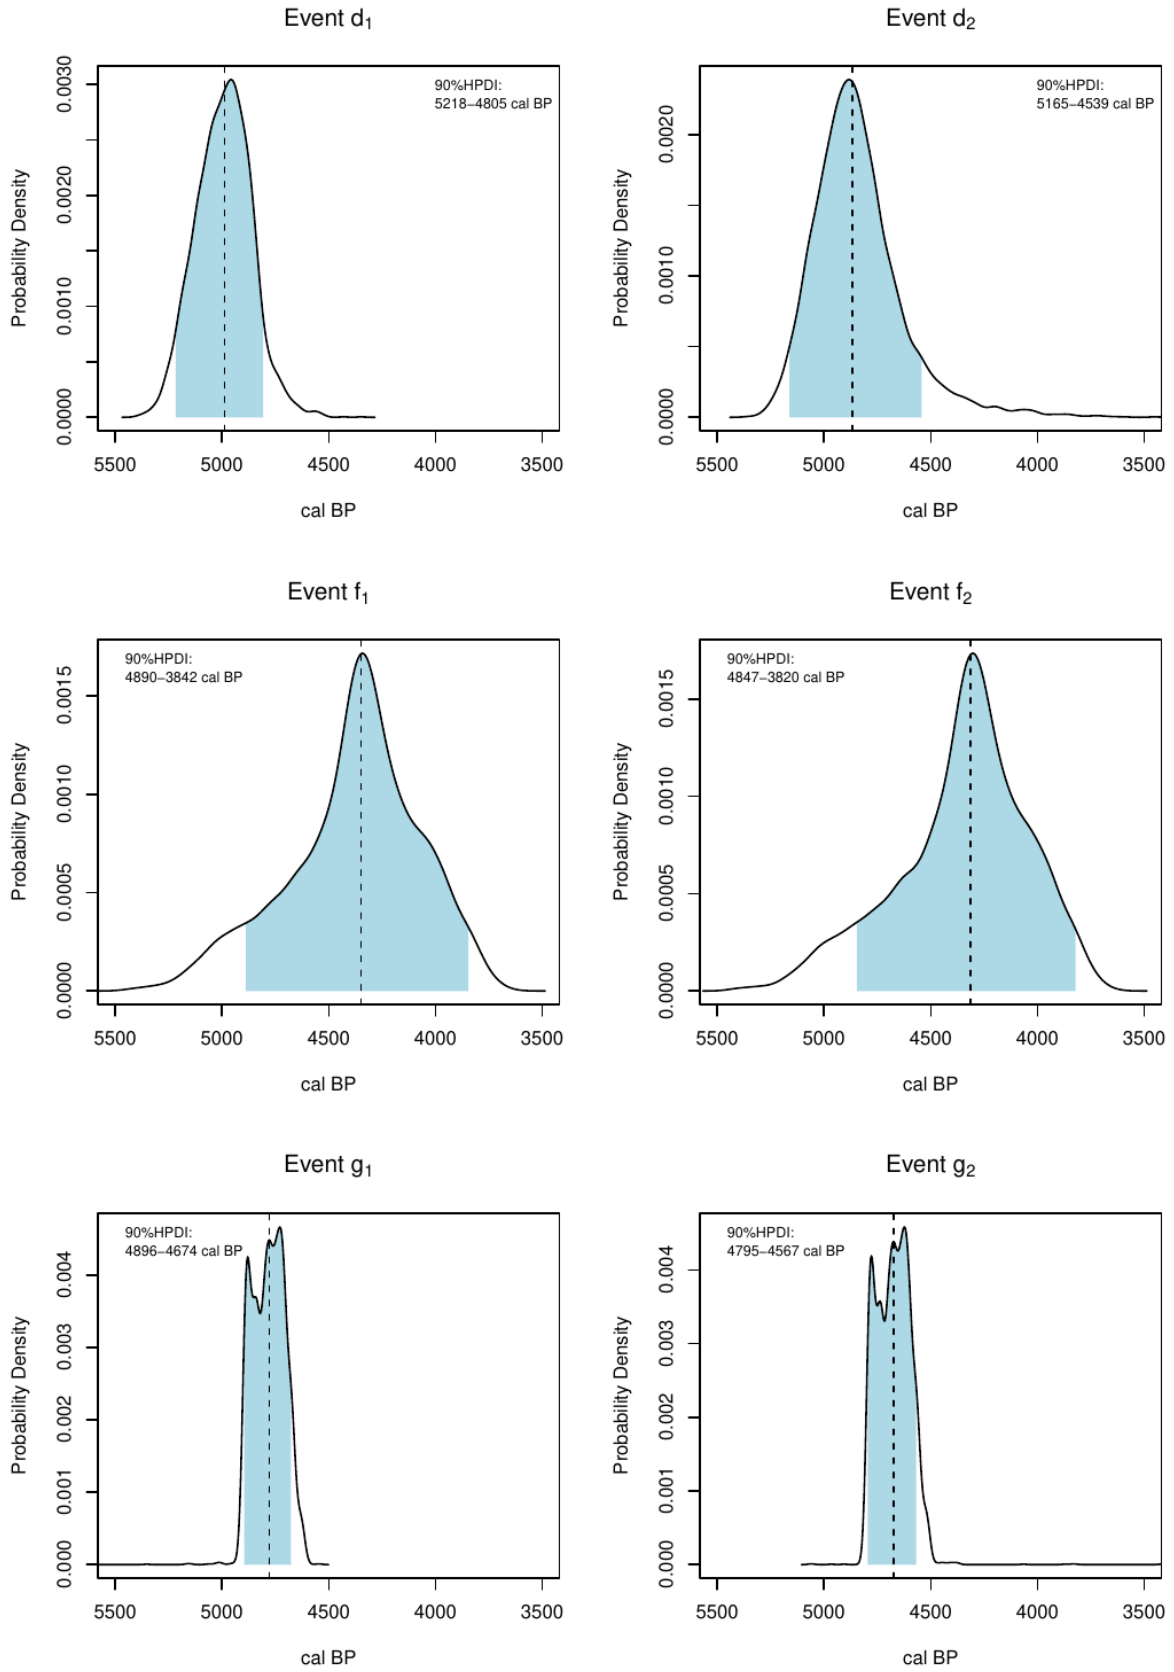 Event d₁
Event d₂
90%HPDI:
5218–4805 cal BP
90%HPDI:
5165–4539 cal BP
Probability Density
0.0000
0.0010
0.0020
0.0030
Probability Density
0.0000
0.0010
0.0020
5500 5000 4500 4000 3500
5500 5000 4500 4000 3500
cal BP
cal BP
Event f₁
Event f₂
90%HPDI:
4890–3842 cal BP
90%HPDI:
4847–3820 cal BP
Probability Density
0.0000
0.0005
0.0010
0.0015
Probability Density
0.0000
0.0005
0.0010
0.0015
5500 5000 4500 4000 3500
5500 5000 4500 4000 3500
cal BP
cal BP
Event g₁
Event g₂
90%HPDI:
4896–4674 cal BP
90%HPDI:
4795–4567 cal BP
Probability Density
0.000
0.001
0.002
0.003
0.004
Probability Density
0.000
0.001
0.002
0.003
0.004
5500 5000 4500 4000 3500
5500 5000 4500 4000 3500
cal BP
cal BP